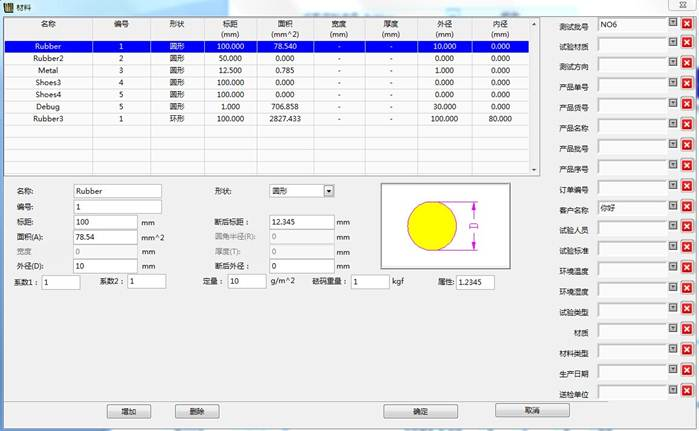 材料
名称 编号 形状 标距 面积 宽度 厚度 外径 内径
(mm) (mm^2) (mm) (mm) (mm) (mm)
Rubber 1 圆形 100.000 78.540 - - 10.000 0.000
Rubber2 2 圆形 50.000 0.000 - - 0.000 0.000
Metal 3 圆形 12.500 0.785 - - 1.000 0.000
Shoes3 4 圆形 100.000 0.000 - - 0.000 0.000
Shoes4 5 圆形 100.000 0.000 - - 0.000 0.000
Debug 5 圆形 1.000 706.858 - - 30.000 0.000
Rubber3 1 环形 100.000 2827.433 - - 100.000 80.000
名称: Rubber 形状: 圆形
编号: 1
标距: 100 mm 断后标距: 12.345 mm
面积(A): 78.54 mm^2 圆角半径(R): 0 mm
宽度 0 mm 厚度(T): 0 mm
外径(D): 10 mm 断后外径: 0 mm
系数1: 1 系数2: 1 定量: 10 g/m^2 砝码重量: 1 kgf 属性: 1.2345
D
增加 删除 确定 取消
测试批号 NO6
试验材质
测试方向
产品单号
产品货号
产品名称
产品批号
产品序号
订单编号
客户名称 你好
试验人员
试验标准
环境温度
环境湿度
试验类型
材质
材料类型
生产日期
送检单位